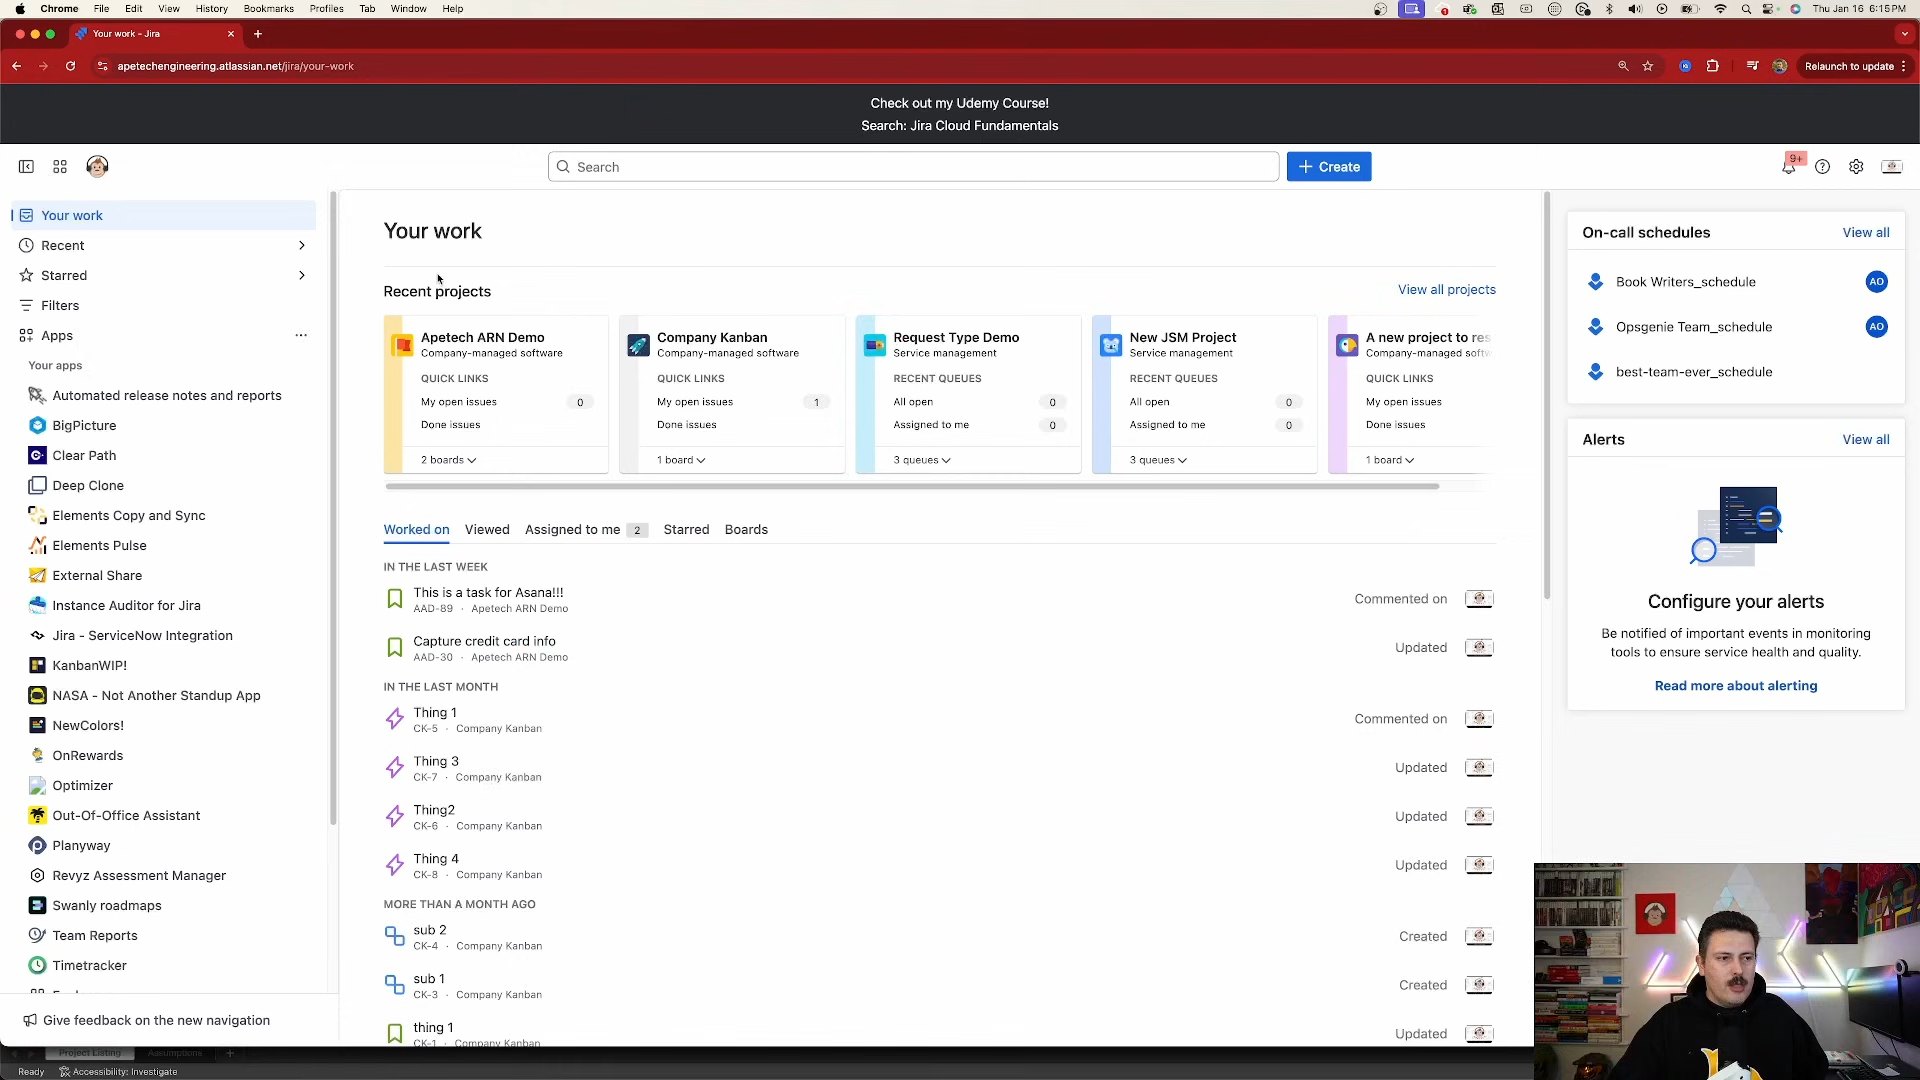 Chrome File Edit View History Bookmarks Profiles Tab Window Help
Thu Jan 16 6:15 PM
Your work - Jira
apetechengineering.atlassian.net/jira/your-work
Relaunch to update
Check out my Udemy Course!
Search: Jira Cloud Fundamentals
Search
+ Create
9+
Your work
Recent
Starred
Filters
Apps
Your apps
Automated release notes and reports
BigPicture
Clear Path
Deep Clone
Elements Copy and Sync
Elements Pulse
External Share
Instance Auditor for Jira
Jira - ServiceNow Integration
KanbanWIP!
NASA - Not Another Standup App
NewColors!
OnRewards
Optimizer
Out-Of-Office Assistant
Planyway
Revyz Assessment Manager
Swanly roadmaps
Team Reports
Timetracker
Give feedback on the new navigation
Your work
Recent projects
View all projects
Apetech ARN Demo
Company-managed software
QUICK LINKS
My open issues 0
Done issues
2 boards
Company Kanban
Company-managed software
QUICK LINKS
My open issues 1
Done issues
1 board
Request Type Demo
Service management
RECENT QUEUES
All open 0
Assigned to me 0
3 queues
New JSM Project
Service management
RECENT QUEUES
All open 0
Assigned to me 0
3 queues
A new project to res
Company-managed softw
QUICK LINKS
My open issues
Done issues
1 board
Worked on Viewed Assigned to me 2 Starred Boards
IN THE LAST WEEK
This is a task for Asana!!!
AAD-89 · Apetech ARN Demo
Commented on
Capture credit card info
AAD-30 · Apetech ARN Demo
Updated
IN THE LAST MONTH
Thing 1
CK-5 · Company Kanban
Commented on
Thing 3
CK-7 · Company Kanban
Updated
Thing2
CK-6 · Company Kanban
Updated
Thing 4
CK-8 · Company Kanban
Updated
MORE THAN A MONTH AGO
sub 2
CK-4 · Company Kanban
Created
sub 1
CK-3 · Company Kanban
Created
thing 1
CK-1 Company Kanban
Updated
On-call schedules
View all
Book Writers_schedule
AO
Opsgenie Team_schedule
AO
best-team-ever_schedule
Alerts
View all
Configure your alerts
Be notified of important events in monitoring
tools to ensure service health and quality.
Read more about alerting
Project Listing Assumptions +
Ready Accessibility: Investigate